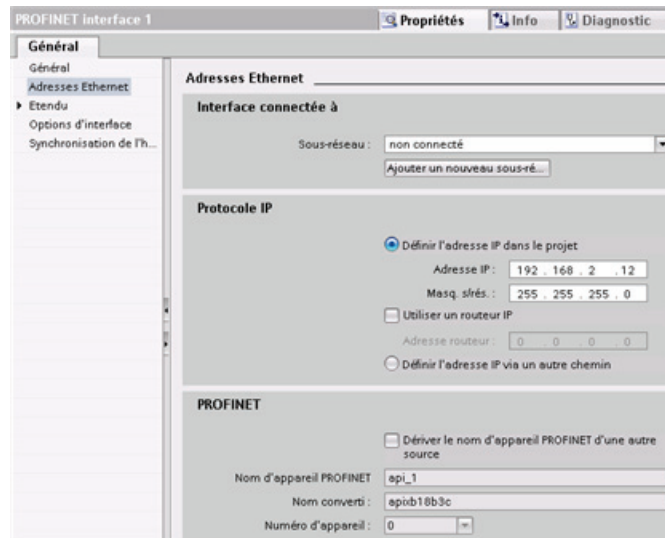 PROFINET interface 1
Propriétés
Info
Diagnostic
Général
Général
Adresses Ethernet
Etendu
Options d'interface
Synchronisation de l'h...
Adresses Ethernet
Interface connectée à
Sous-réseau : non connecté
Ajouter un nouveau sous-ré...
Protocole IP
Définir l'adresse IP dans le projet
Adresse IP : 192 . 168 . 2 . 12
Masq. s/rés. : 255 . 255 . 255 . 0
Utiliser un routeur IP
Adresse routeur : 0 . 0 . 0 . 0
Définir l'adresse IP via un autre chemin
PROFINET
Dériver le nom d'appareil PROFINET d'une autre
source
Nom d'appareil PROFINET api_1
Nom converti : apixb18b3c
Numéro d'appareil : 0